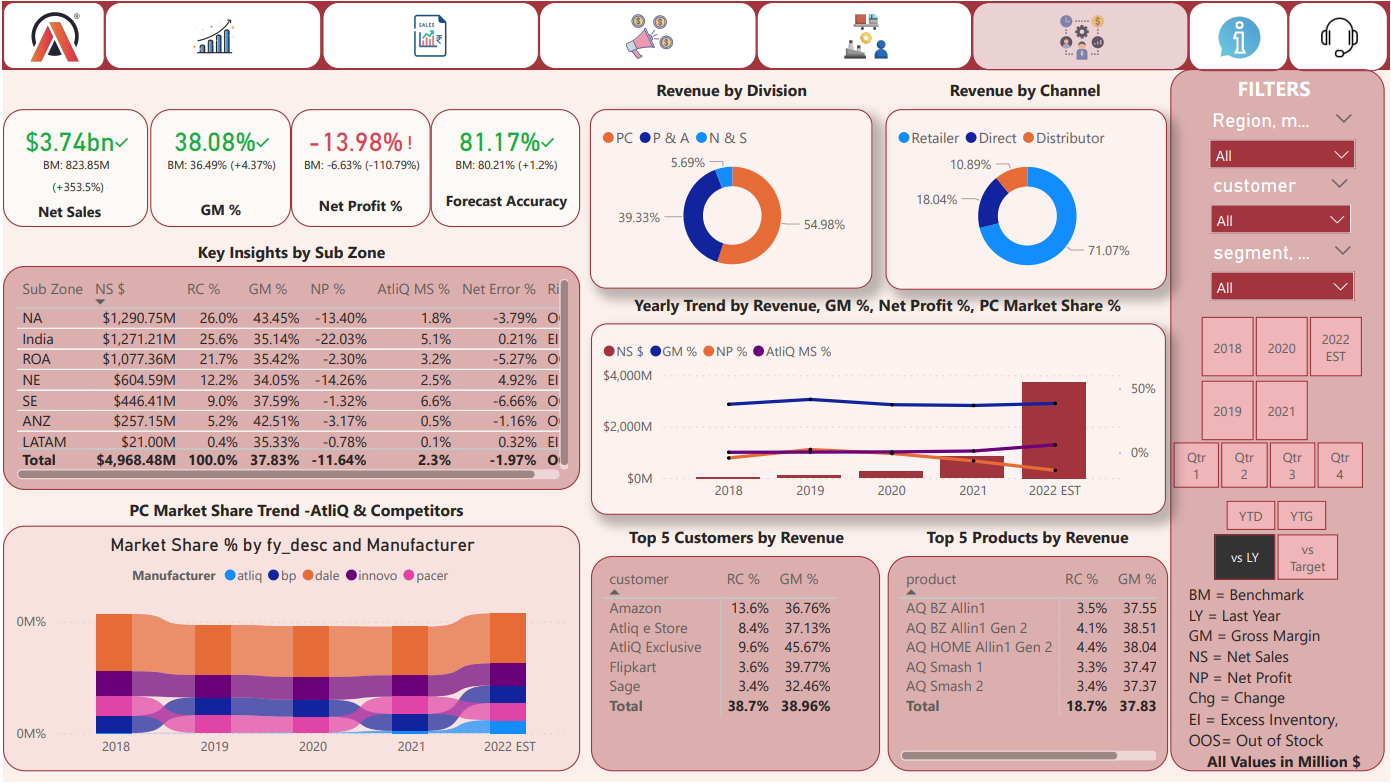 SALES
FILTERS
Region, m...
All
customer
All
segment, ...
All
2018
2020
2022
EST
2019
2021
Qtr
1
Qtr
2
Qtr
3
Qtr
4
YTD
YTG
vs LY
vs
Target
BM = Benchmark
LY = Last Year
GM = Gross Margin
NS = Net Sales
NP = Net Profit
Chg = Change
EI = Excess Inventory,
OOS= Out of Stock
All Values in Million $
$3.74bn✓
BM: 823.85M
(+353.5%)
Net Sales
38.08%✓
BM: 36.49% (+4.37%)
GM %
-13.98% !
BM: -6.63% (-110.79%)
Net Profit %
81.17%✓
BM: 80.21% (+1.2%)
Forecast Accuracy
Revenue by Division
PC P & A N & S
5.69%
39.33%
54.98%
Revenue by Channel
Retailer Direct Distributor
10.89%
18.04%
71.07%
Key Insights by Sub Zone
Sub Zone NS $ RC % GM % NP % AtliQ MS % Net Error % Ri
NA $1,290.75M 26.0% 43.45% -13.40% 1.8% -3.79% O
India $1,271.21M 25.6% 35.14% -22.03% 5.1% 0.21% EI
ROA $1,077.36M 21.7% 35.42% -2.30% 3.2% -5.27% O
NE $604.59M 12.2% 34.05% -14.26% 2.5% 4.92% EI
SE $446.41M 9.0% 37.59% -1.32% 6.6% -6.66% O
ANZ $257.15M 5.2% 42.51% -3.17% 0.5% -1.16% O
LATAM $21.00M 0.4% 35.33% -0.78% 0.1% 0.32% EI
Total $4,968.48M 100.0% 37.83% -11.64% 2.3% -1.97% O
Yearly Trend by Revenue, GM %, Net Profit %, PC Market Share %
NS $ GM % NP % AtliQ MS %
$4,000M
$2,000M
$0M
50%
0%
2018 2019 2020 2021 2022 EST
PC Market Share Trend -AtliQ & Competitors
Market Share % by fy_desc and Manufacturer
Manufacturer atliq bp dale innovo pacer
0M%
0M%
2018 2019 2020 2021 2022 EST
Top 5 Customers by Revenue
customer RC % GM %
Amazon 13.6% 36.76%
Atliq e Store 8.4% 37.13%
AtliQ Exclusive 9.6% 45.67%
Flipkart 3.6% 39.77%
Sage 3.4% 32.46%
Total 38.7% 38.96%
Top 5 Products by Revenue
product RC % GM %
AQ BZ Allin1 3.5% 37.55
AQ BZ Allin1 Gen 2 4.1% 38.51
AQ HOME Allin1 Gen 2 4.4% 38.04
AQ Smash 1 3.3% 37.47
AQ Smash 2 3.4% 37.37
Total 18.7% 37.83